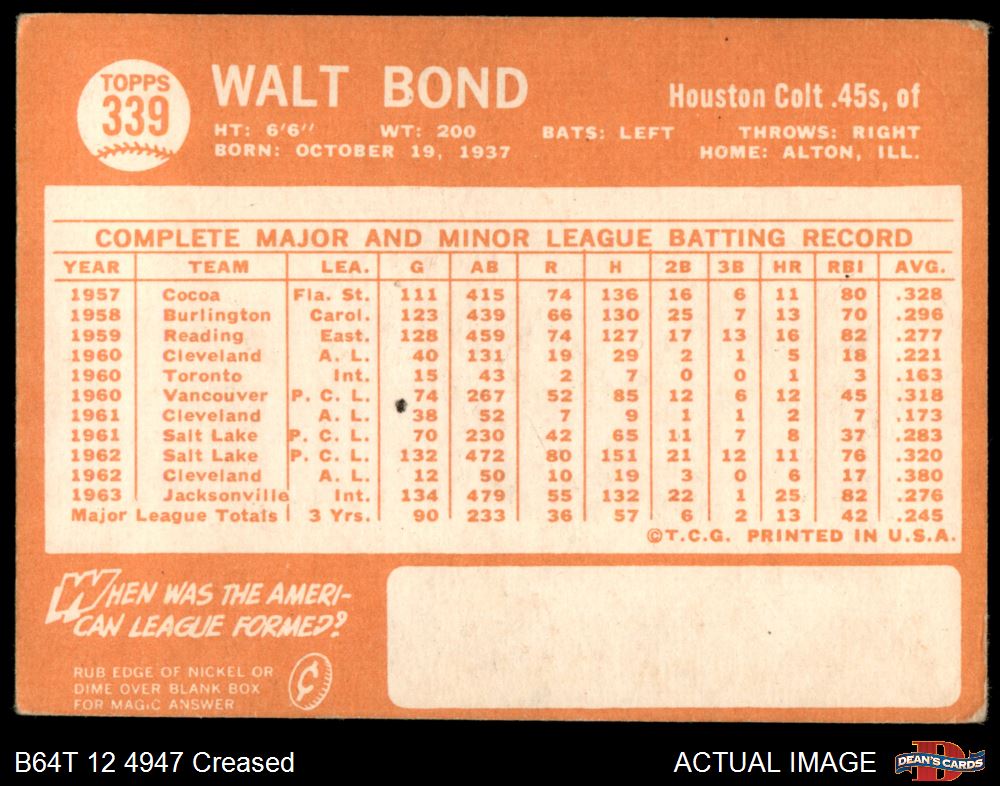 TOPPS
339
WALT BOND
Houston Colt .45s, of
HT: 6'6" WT: 200 BATS: LEFT THROWS: RIGHT
BORN: OCTOBER 19, 1937 HOME: ALTON, ILL.
COMPLETE MAJOR AND MINOR LEAGUE BATTING RECORD
YEAR TEAM LEA. G AB R H 2B 3B HR RBI AVG.
1957 Cocoa Fla. St. 111 415 74 136 16 6 11 80 .328
1958 Burlington Carol. 123 439 66 130 25 7 13 70 .296
1959 Reading East. 128 459 74 127 17 13 16 82 .277
1960 Cleveland A. L. 40 131 19 29 2 1 5 18 .221
1960 Toronto Int. 15 43 2 7 0 0 1 3 .163
1960 Vancouver P. C. L. 74 267 52 85 12 6 12 45 .318
1961 Cleveland A. L. 38 52 7 9 1 1 2 7 .173
1961 Salt Lake P. C. L. 70 230 42 65 11 7 8 37 .283
1962 Salt Lake P. C. L. 132 472 80 151 21 12 11 76 .320
1962 Cleveland A. L. 12 50 10 19 3 0 6 17 .380
1963 Jacksonville Int. 134 479 55 132 22 1 25 82 .276
Major League Totals 3 Yrs. 90 233 36 57 6 2 13 42 .245
©T.C.G. PRINTED IN U.S.A.
WHEN WAS THE AMERI-
CAN LEAGUE FORMED?
RUB EDGE OF NICKEL OR
DIME OVER BLANK BOX
FOR MAGIC ANSWER
B64T 12 4947 Creased
ACTUAL IMAGE
D
DEAN'S CARDS